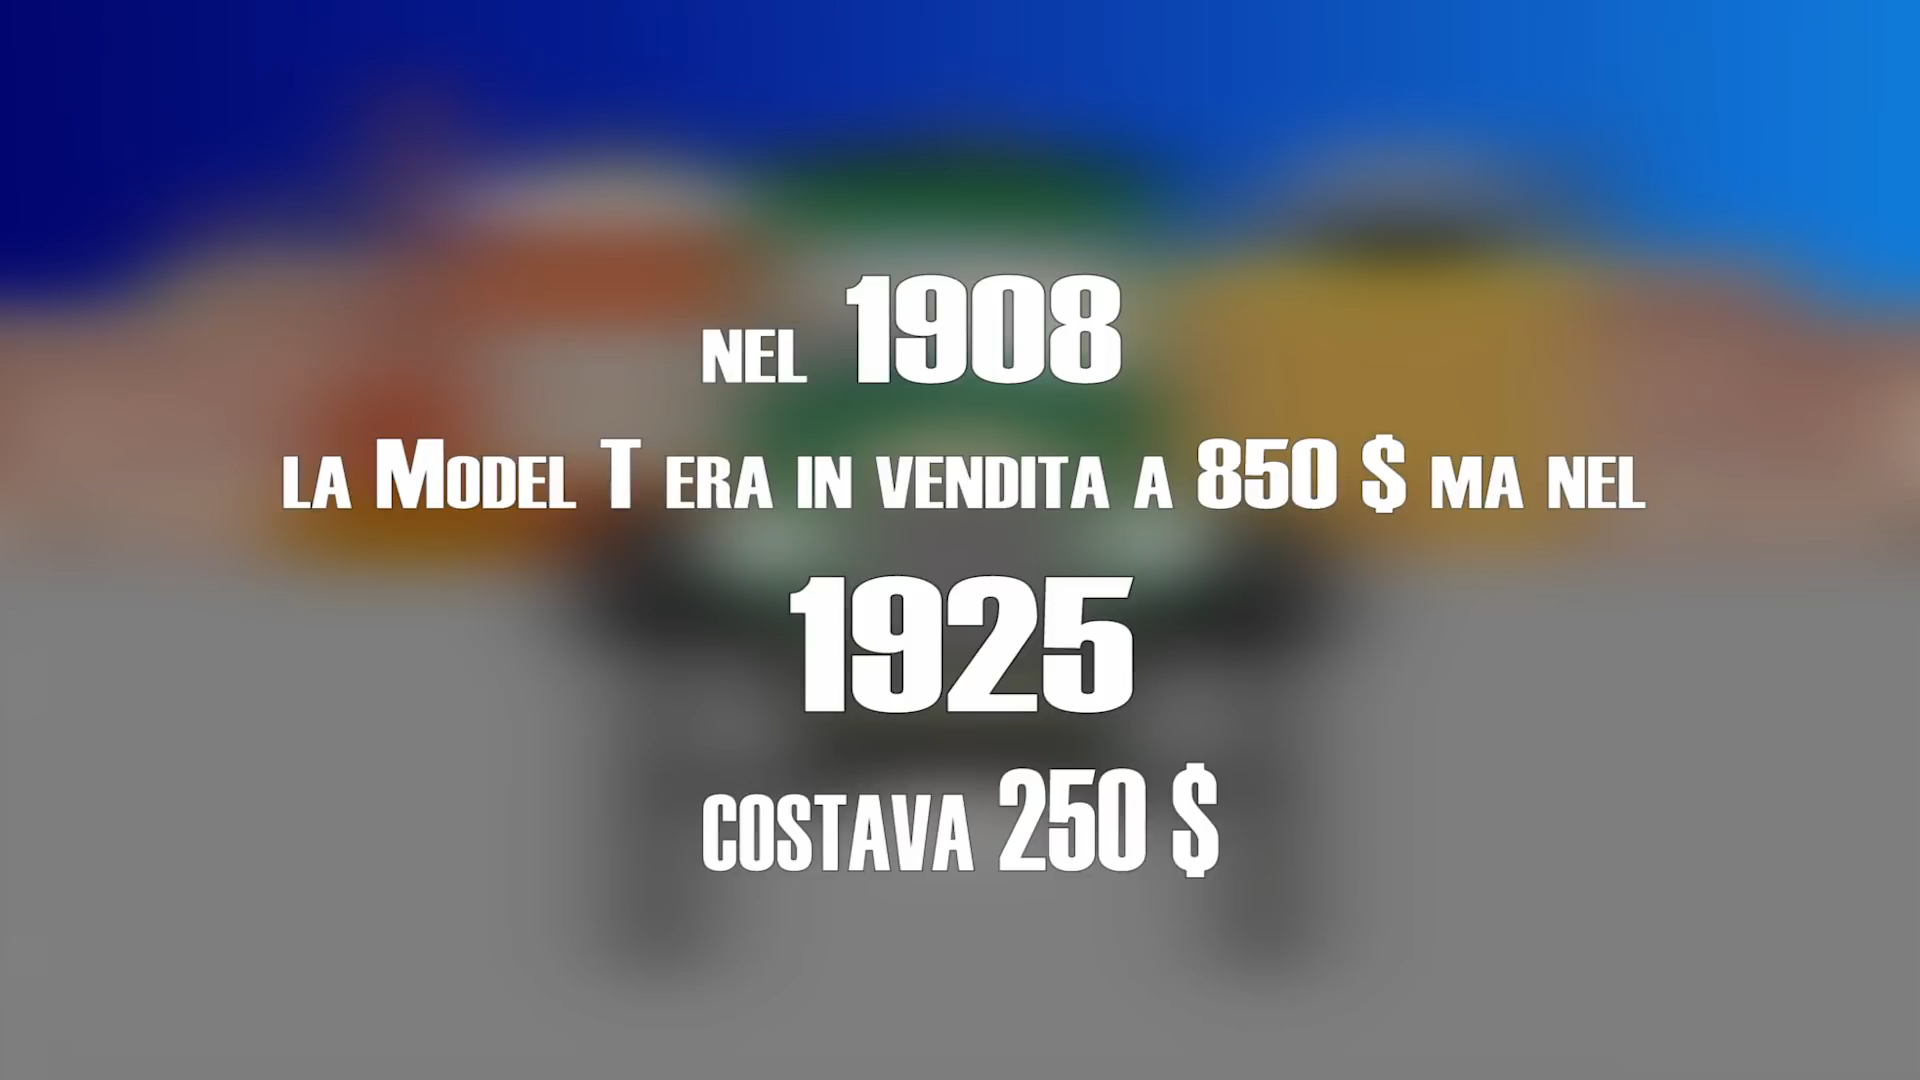 NEL 1908
LA MODEL T ERA IN VENDITA A 850 $ MA NEL
1925
COSTAVA 250 $